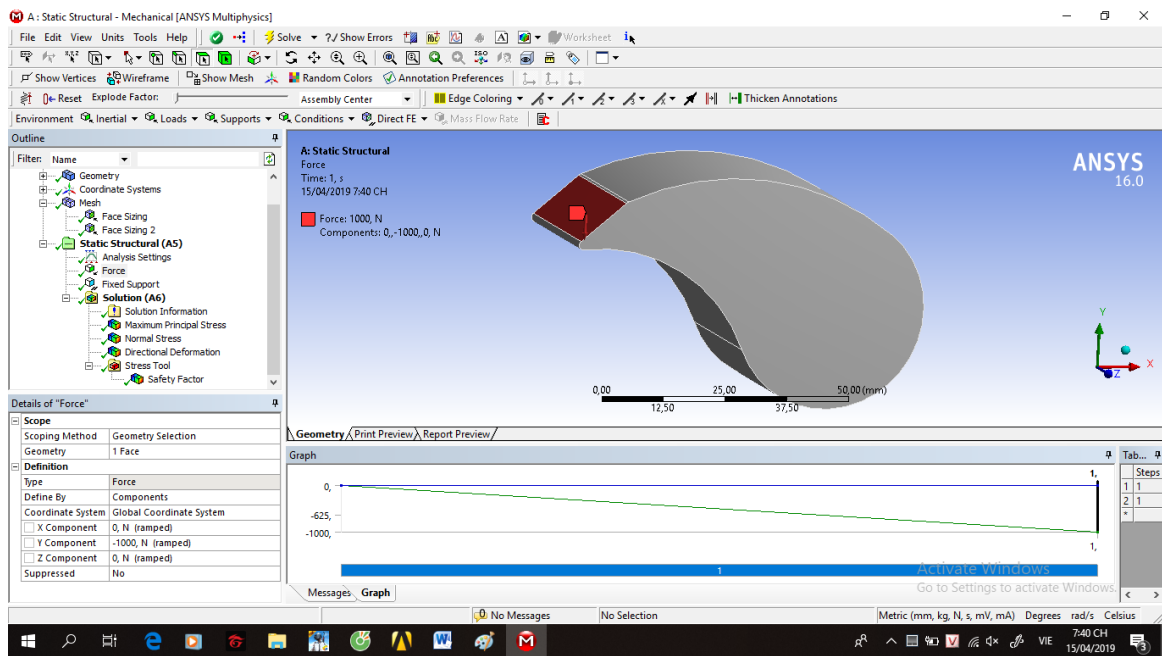 A : Static Structural - Mechanical [ANSYS Multiphysics]
File Edit View Units Tools Help Solve ?/ Show Errors Worksheet
Show Vertices Wireframe Show Mesh Random Colors Annotation Preferences
Reset Explode Factor: Assembly Center Edge Coloring Thicken Annotations
Environment Inertial Loads Supports Conditions Direct FE Mass Flow Rate
Outline
Filter: Name
Geometry
Coordinate Systems
Mesh
Face Sizing
Face Sizing 2
Static Structural (A5)
Analysis Settings
Force
Fixed Support
Solution (A6)
Solution Information
Maximum Principal Stress
Normal Stress
Directional Deformation
Stress Tool
Safety Factor
Details of "Force"
Scope
Scoping Method Geometry Selection
Geometry 1 Face
Definition
Type Force
Define By Components
Coordinate System Global Coordinate System
X Component 0, N (ramped)
Y Component -1000, N (ramped)
Z Component 0, N (ramped)
Suppressed No
A: Static Structural
Force
Time: 1, s
15/04/2019 7:40 CH
Force: 1000, N
Components: 0,,-1000,,0, N
ANSYS
16.0
Y
X
Z
0,00 25,00 50,00 (mm)
12,50 37,50
Geometry Print Preview Report Preview
Graph
1,
0,
-625,
-1000,
1,
1
Messages Graph
Tab...
Steps
1 1
2 1
*
Activate Windows
Go to Settings to activate Windows.
No Messages No Selection Metric (mm, kg, N, s, mV, mA) Degrees rad/s Celsius
VIE 7:40 CH
15/04/2019
3